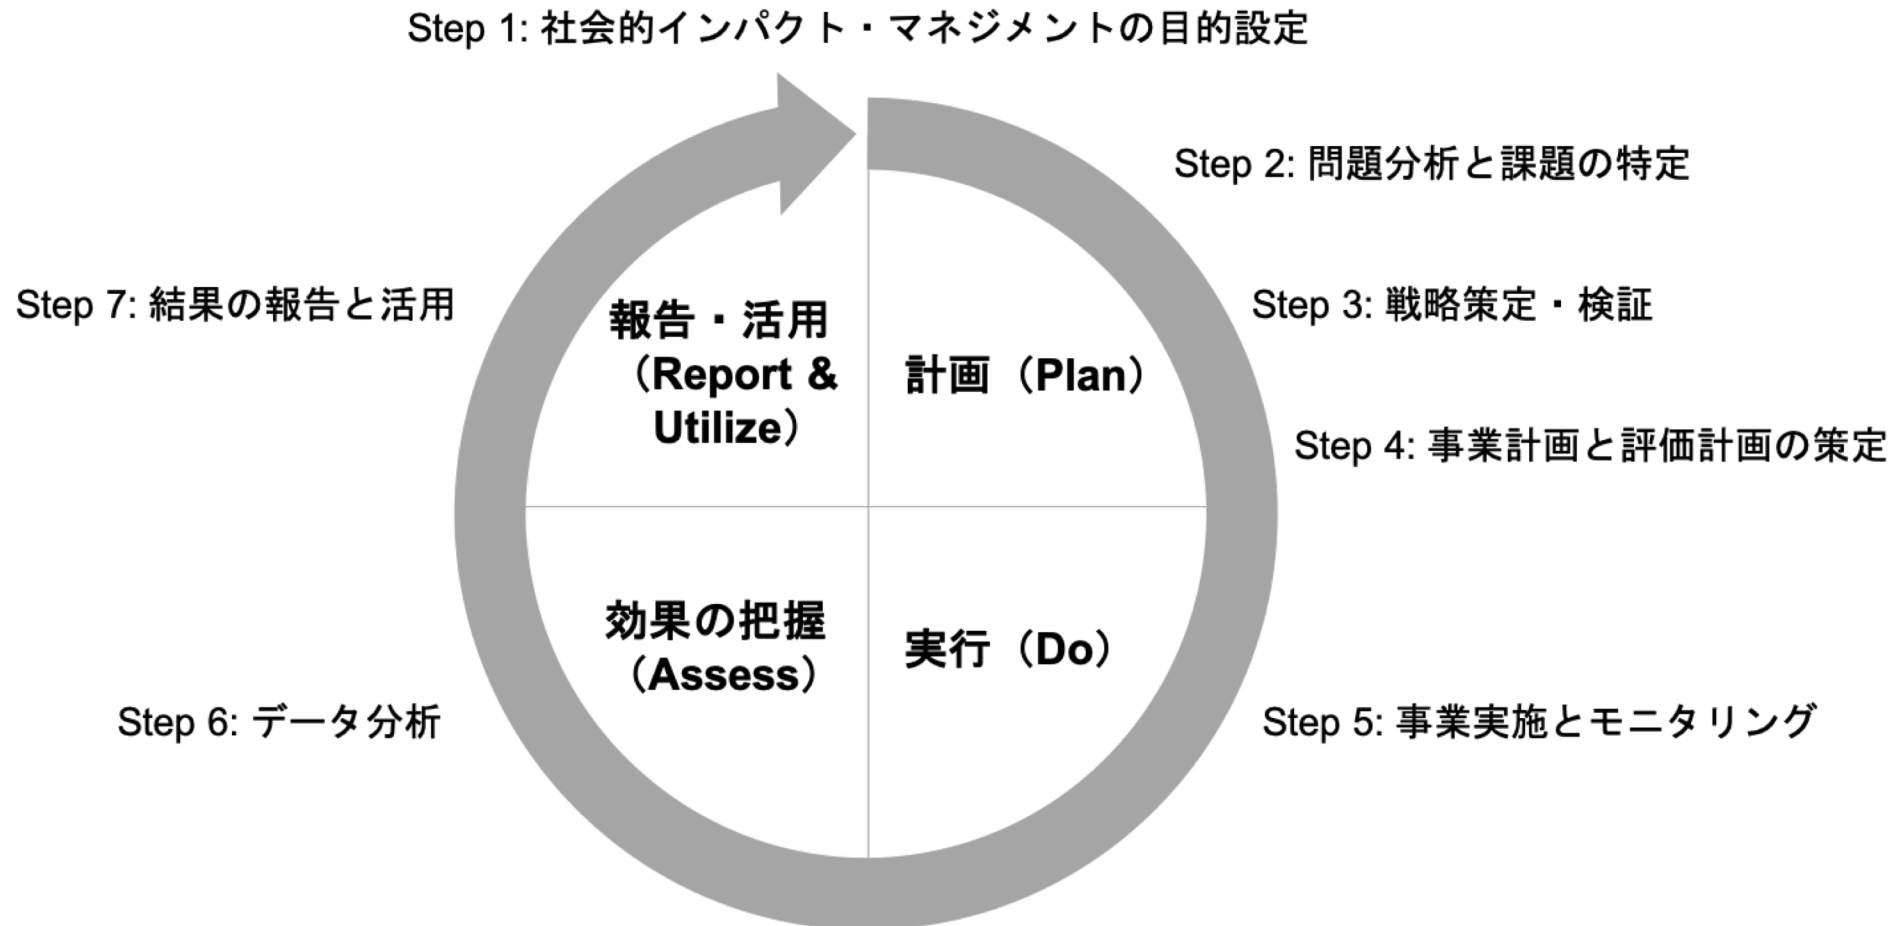 Step 1: 社会的インパクト・マネジメントの目的設定
Step 2: 問題分析と課題の特定
Step 3: 戦略策定・検証
Step 4: 事業計画と評価計画の策定
Step 5: 事業実施とモニタリング
Step 6: データ分析
Step 7: 結果の報告と活用
計画（Plan）
実行（Do）
効果の把握
（Assess）
報告・活用
（Report &
Utilize）